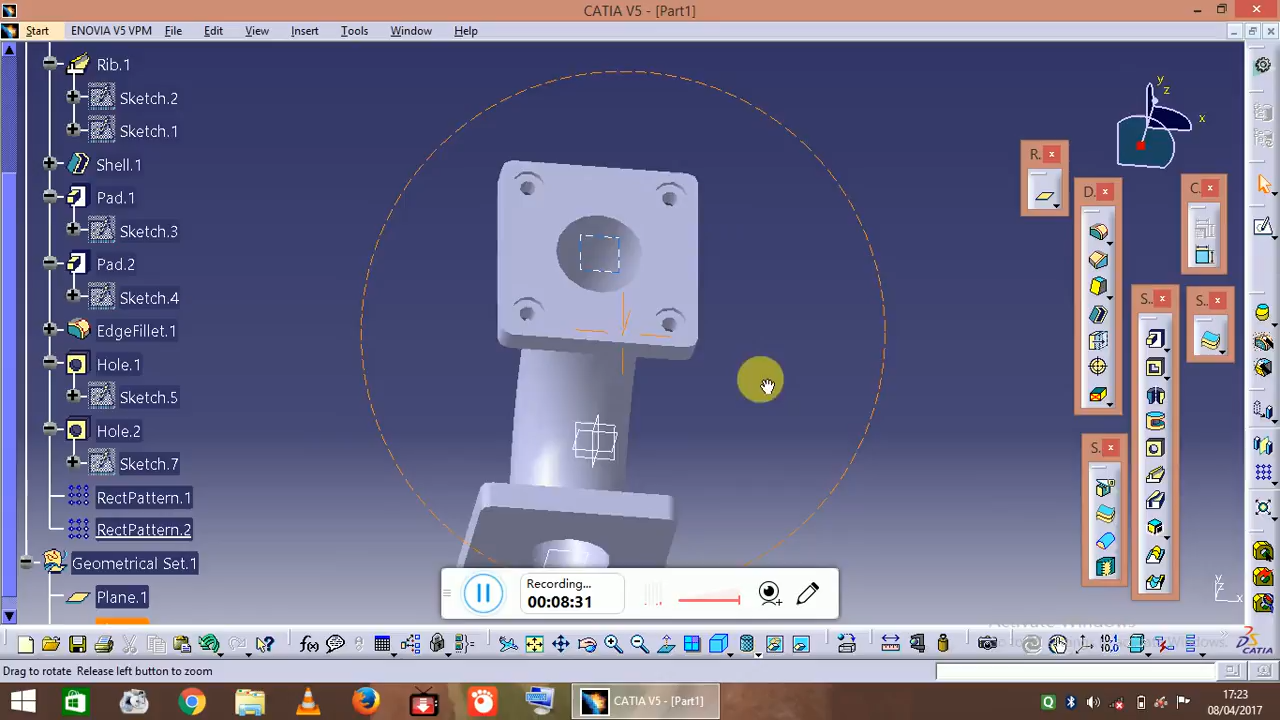 CATIA V5 - [Part1]
Start ENOVIA V5 VPM File Edit View Insert Tools Window Help
Rib.1
Sketch.2
Sketch.1
Shell.1
Pad.1
Sketch.3
Pad.2
Sketch.4
EdgeFillet.1
Hole.1
Sketch.5
Hole.2
Sketch.7
RectPattern.1
RectPattern.2
Geometrical Set.1
Plane.1
y
z
x
R.
D.
C.
S.
S..
S.
Recording...
00:08:31
y
z
x
Activate Windows
CATIA
Drag to rotate Release left button to zoom
CATIA V5 - [Part1]
17:23
08/04/2017